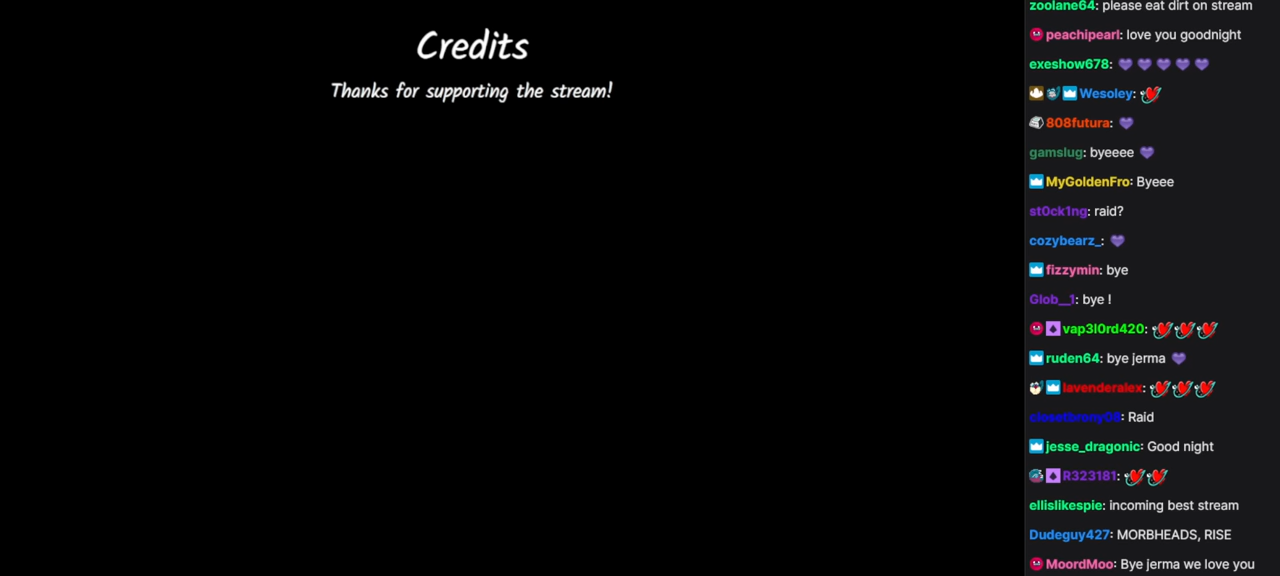 Credits
Thanks for supporting the stream!
zoolane64: please eat dirt on stream
peachipearl: love you goodnight
exeshow678:
Wesoley:
808futura:
gamslug: byeeee
MyGoldenFro: Byeee
st0ck1ng: raid?
cozybearz_:
fizzymin: bye
Glob__1: bye !
vap3l0rd420:
ruden64: bye jerma
lavenderalex:
: Raid
jesse_dragonic: Good night
R323181:
ellislikespie: incoming best stream
Dudeguy427: MORBHEADS, RISE
MoordMoo: Bye jerma we love you